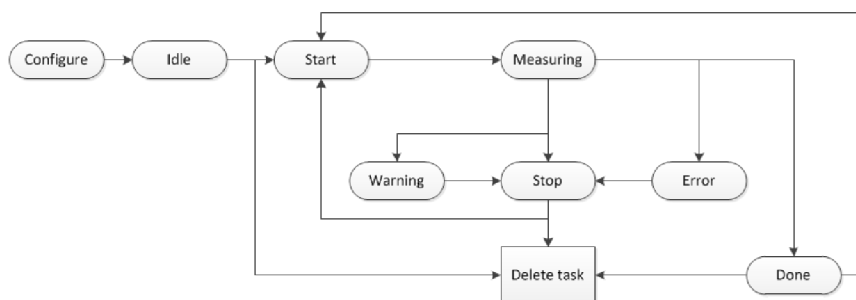 Configure
Idle
Start
Measuring
Warning
Stop
Error
Delete task
Done